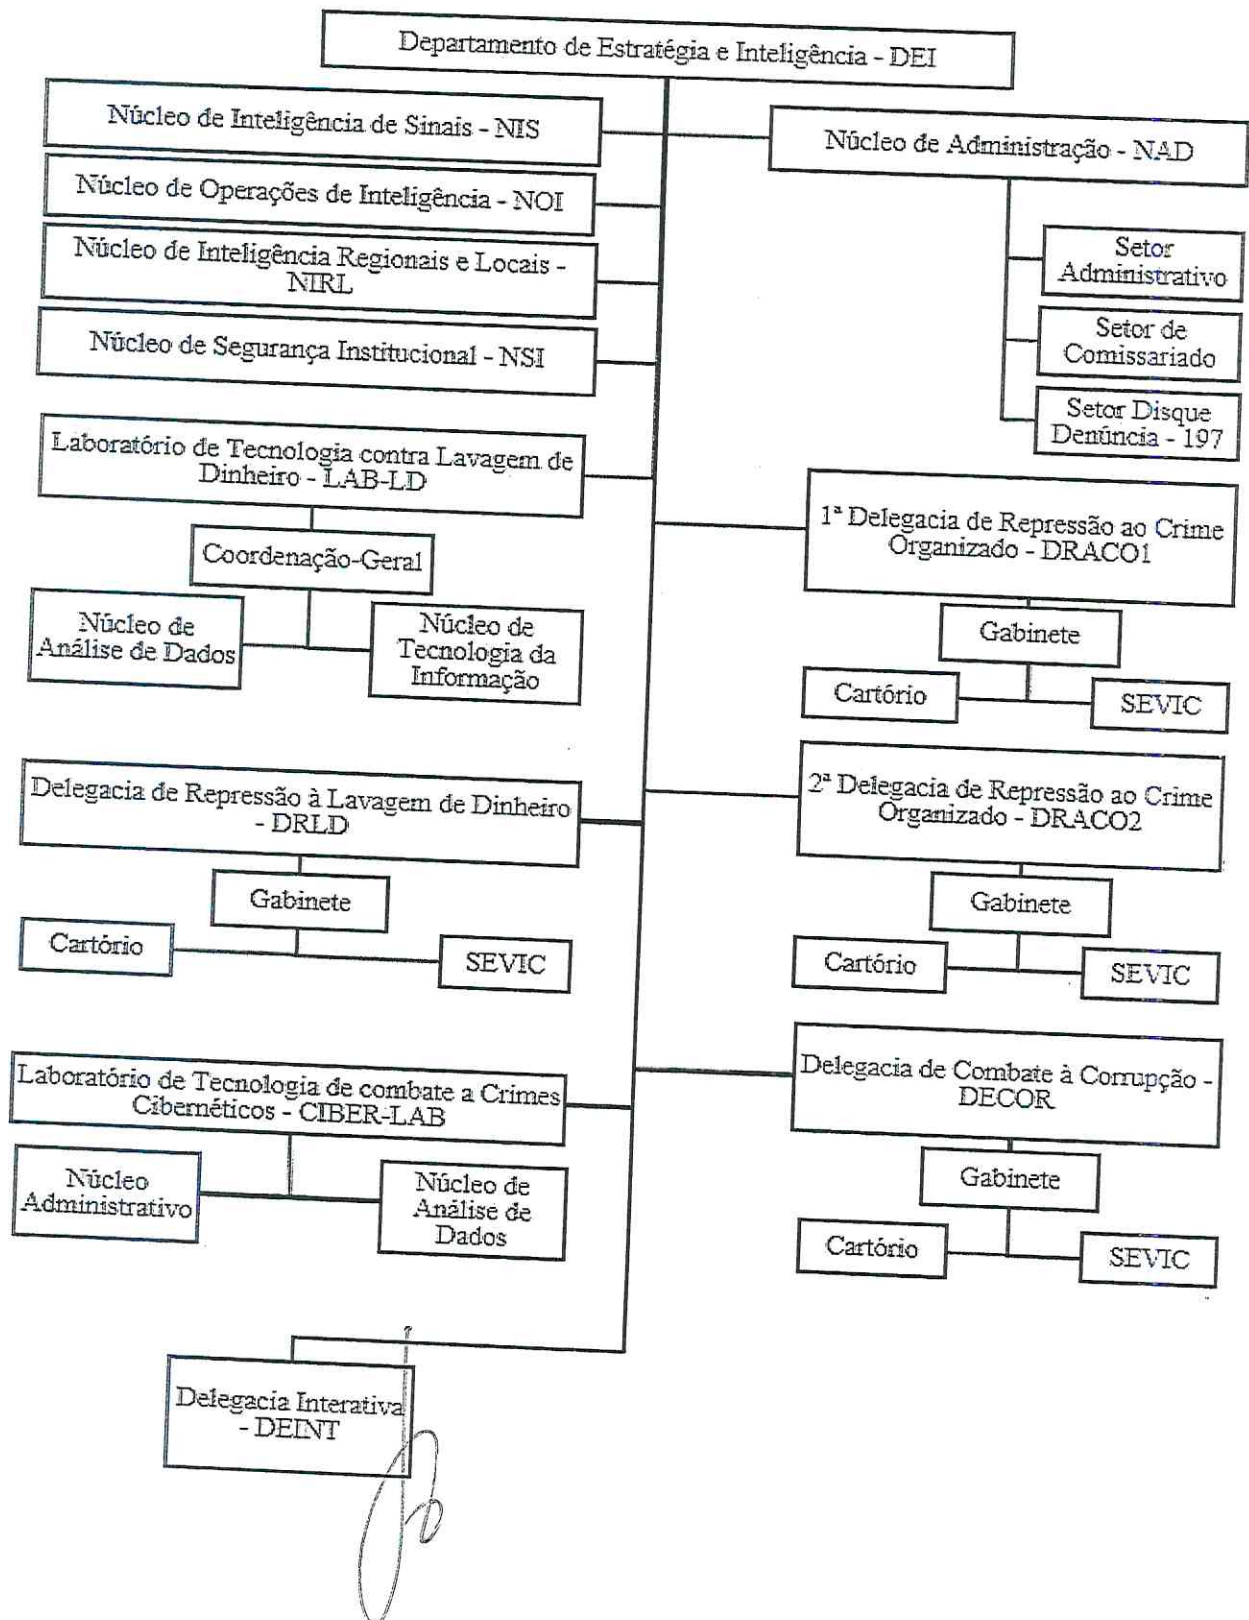 Departamento de Estratégia e Inteligência - DEI
Núcleo de Inteligência de Sinais - NIS
Núcleo de Administração - NAD
Núcleo de Operações de Inteligência - NOI
Núcleo de Inteligência Regionais e Locais -
NIRL
Núcleo de Segurança Institucional - NSI
Setor
Administrativo
Setor de
Comissariado
Setor Disque
Denúncia - 197
Laboratório de Tecnologia contra Lavagem de
Dinheiro - LAB-LD
Coordenação-Geral
Núcleo de
Análise de Dados
Núcleo de
Tecnologia da
Informação
1ª Delegacia de Repressão ao Crime
Organizado - DRACO1
Gabinete
Cartório
SEVIC
Delegacia de Repressão à Lavagem de Dinheiro
- DRLD
Gabinete
Cartório
SEVIC
2ª Delegacia de Repressão ao Crime
Organizado - DRACO2
Gabinete
Cartório
SEVIC
Laboratório de Tecnologia de combate a Crimes
Cibernéticos - CIBER-LAB
Núcleo
Administrativo
Núcleo de
Análise de
Dados
Delegacia de Combate à Corrupção -
DECOR
Gabinete
Cartório
SEVIC
Delegacia Interativa
- DEINT